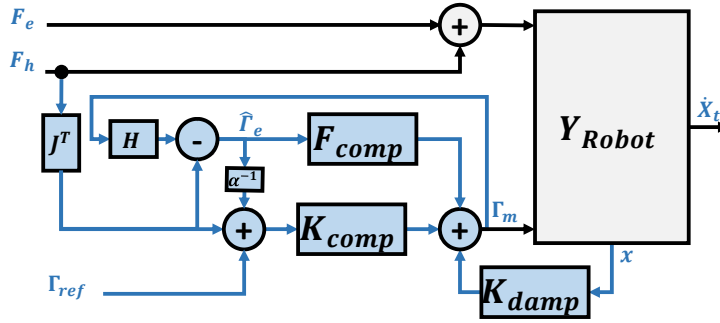 F_e
+
F_h
Ẋ_t
H
-
Γ̂_e
F_comp
Y_Robot
J^T
α^{-1}
+
K_comp
+
Γ_m
Γ_ref
x
K_damp